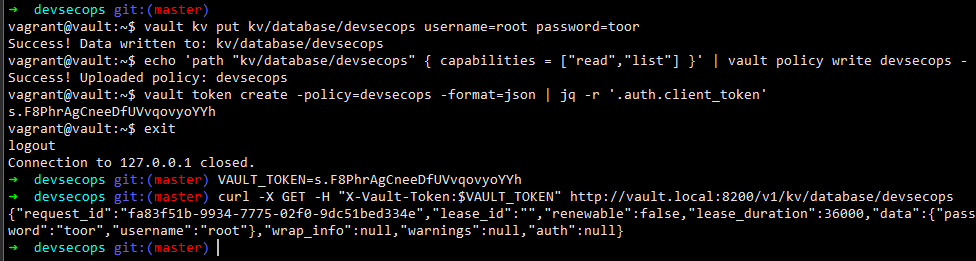 ➜ devsecops git:(master)
vagrant@vault:~$ vault kv put kv/database/devsecops username=root password=toor
Success! Data written to: kv/database/devsecops
vagrant@vault:~$ echo 'path "kv/database/devsecops" { capabilities = ["read","list"] }' | vault policy write devsecops -
Success! Uploaded policy: devsecops
vagrant@vault:~$ vault token create -policy=devsecops -format=json | jq -r '.auth.client_token'
s.F8PhrAgCneeDfUVvqovyoYYh
vagrant@vault:~$ exit
logout
Connection to 127.0.0.1 closed.
➜ devsecops git:(master) VAULT_TOKEN=s.F8PhrAgCneeDfUVvqovyoYYh
➜ devsecops git:(master) curl -X GET -H "X-Vault-Token:$VAULT_TOKEN" http://vault.local:8200/v1/kv/database/devsecops
{"request_id":"fa83f51b-9934-7775-02f0-9dc51bed334e","lease_id":"","renewable":false,"lease_duration":36000,"data":{"pass
word":"toor","username":"root"},"wrap_info":null,"warnings":null,"auth":null}
➜ devsecops git:(master)